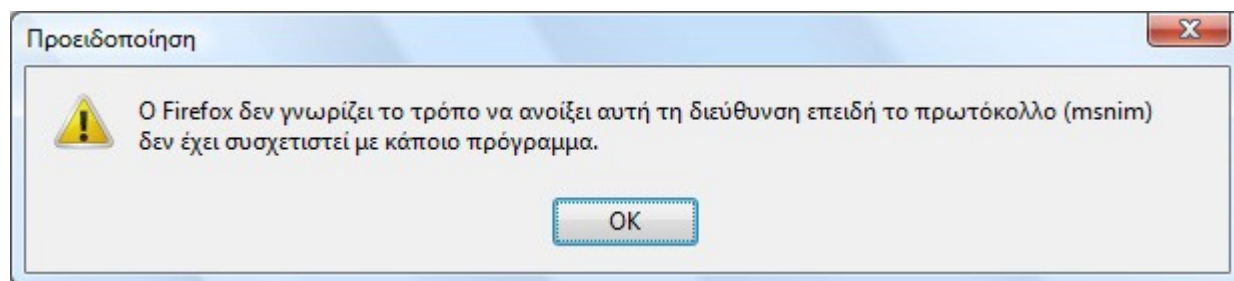 Προειδοποίηση
Ο Firefox δεν γνωρίζει το τρόπο να ανοίξει αυτή τη διεύθυνση επειδή το πρωτόκολλο (msnim)
δεν έχει συσχετιστεί με κάποιο πρόγραμμα.
OK